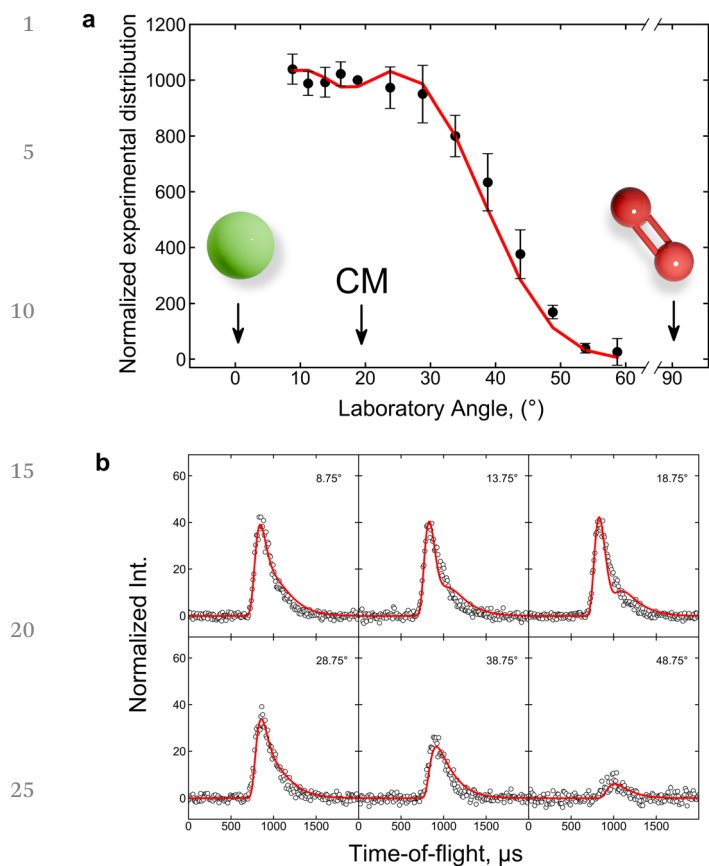 1
a
1200
1000
5
800
600
400
CM
10
200
0
Normalized experimental distribution
0 10 20 30 40 50 60 90
Laboratory Angle, (°)
15
b
60
8.75° 13.75° 18.75°
40
20
20
0
Normalized Int.
60
28.75° 38.75° 48.75°
40
20
25
0
0 500 1000 1500 0 500 1000 1500 0 500 1000 1500
Time-of-flight, μs